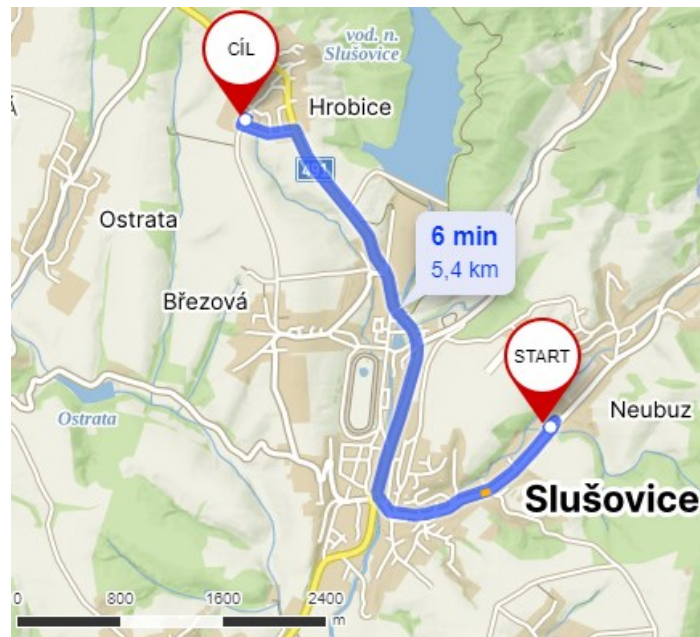 CÍL
vod. n.
Slušovice
Hrobice
491
Ostrata
6 min
5,4 km
Březová
START
Neubuz
Ostrata
Slušovice
0 800 1600 2400
m